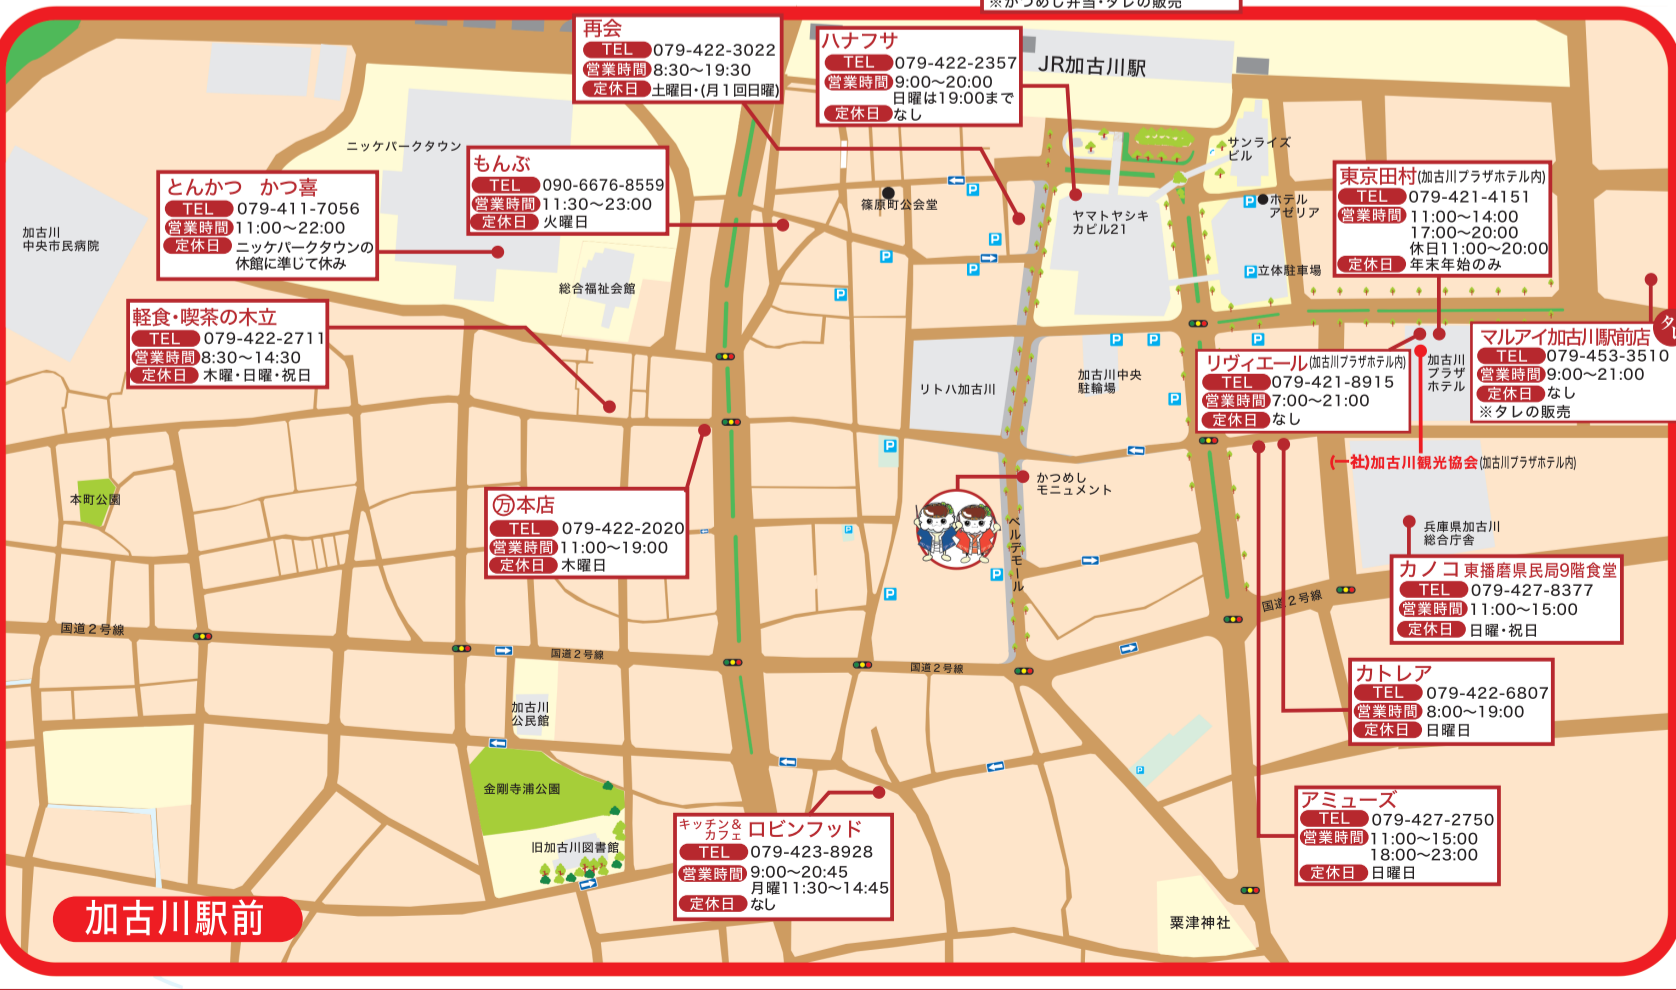 ※かつめし弁当・タレの販売
再会
TEL 079-422-3022
営業時間 8:30～19:30
定休日 土曜日・(月1回日曜)
ハナフサ
TEL 079-422-2357
営業時間 9:00～20:00
日曜は19:00まで
定休日 なし
JR加古川駅
ニッケパークタウン
サンライズ
ビル
もんぶ
TEL 090-6676-8559
営業時間 11:30～23:00
定休日 火曜日
とんかつ かつ喜
TEL 079-411-7056
営業時間 11:00～22:00
定休日 ニッケパークタウンの
休館に準じて休み
東京田村(加古川プラザホテル内)
TEL 079-421-4151
営業時間 11:00～14:00
17:00～20:00
休日11:00～20:00
定休日 年末年始のみ
加古川
中央市民病院
篠原町公会堂
P
ヤマトヤシキ
カピル21
P
ホテル
アゼリア
P
P
P
P立体駐車場
総合福祉会館
P
軽食・喫茶の木立
TEL 079-422-2711
営業時間 8:30～14:30
定休日 木曜・日曜・祝日
P
P
P
タ
マルアイ加古川駅前店
TEL 079-453-3510
営業時間 9:00～21:00
定休日 なし
※タレの販売
リヴィエール(加古川プラザホテル内)
TEL 079-421-8915
営業時間 7:00～21:00
定休日 なし
加古川
プラザ
ホテル
リトハ加古川
加古川中央
駐輪場
P
P
(一社)加古川観光協会(加古川プラザホテル内)
かつめし
モニュメント
本町公園
㊄本店
TEL 079-422-2020
営業時間 11:00～19:00
定休日 木曜日
P
ベルデモール
兵庫県加古川
総合庁舎
カノコ 東播磨県民局9階食堂
TEL 079-427-8377
営業時間 11:00～15:00
定休日 日曜・祝日
P
P
国道2号線
国道2号線
国道2号線
国道2号線
カトレア
TEL 079-422-6807
営業時間 8:00～19:00
定休日 日曜日
加古川
公民館
P
金剛寺浦公園
アミューズ
TEL 079-427-2750
営業時間 11:00～15:00
18:00～23:00
定休日 日曜日
キッチン&
カフェ ロビンフッド
TEL 079-423-8928
営業時間 9:00～20:45
月曜11:30～14:45
定休日 なし
旧加古川図書館
加古川駅前
粟津神社